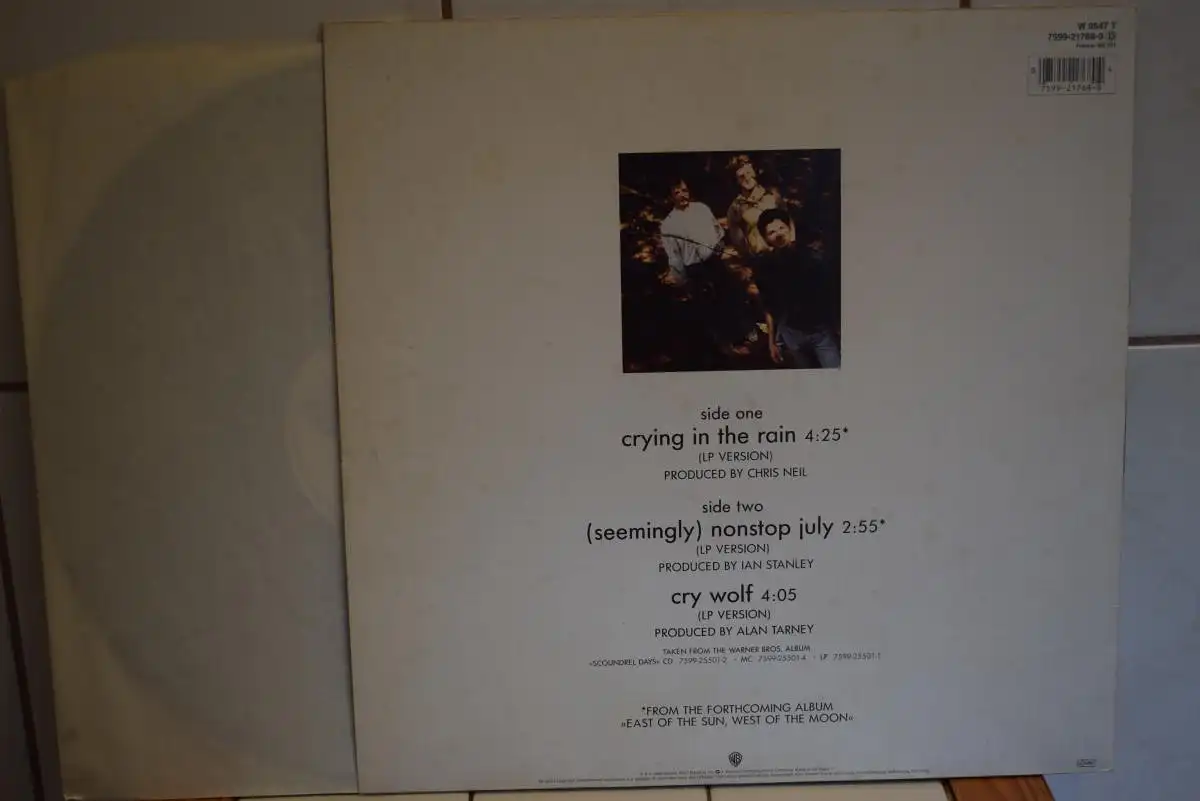 W 9547 T
7599-21768-0
7599-21768-0
side one
crying in the rain 4:25*
(LP VERSION)
PRODUCED BY CHRIS NEIL
side two
(seemingly) nonstop july 2:55*
(LP VERSION)
PRODUCED BY IAN STANLEY
cry wolf 4:05
(LP VERSION)
PRODUCED BY ALAN TARNEY
TAKEN FROM THE WARNER BROS. ALBUM
»SCOUNDREL DAYS« CD 7599-25501-2 · MC 7599-25501-4 · LP 7599-25501-1
*FROM THE FORTHCOMING ALBUM
»EAST OF THE SUN, WEST OF THE MOON«